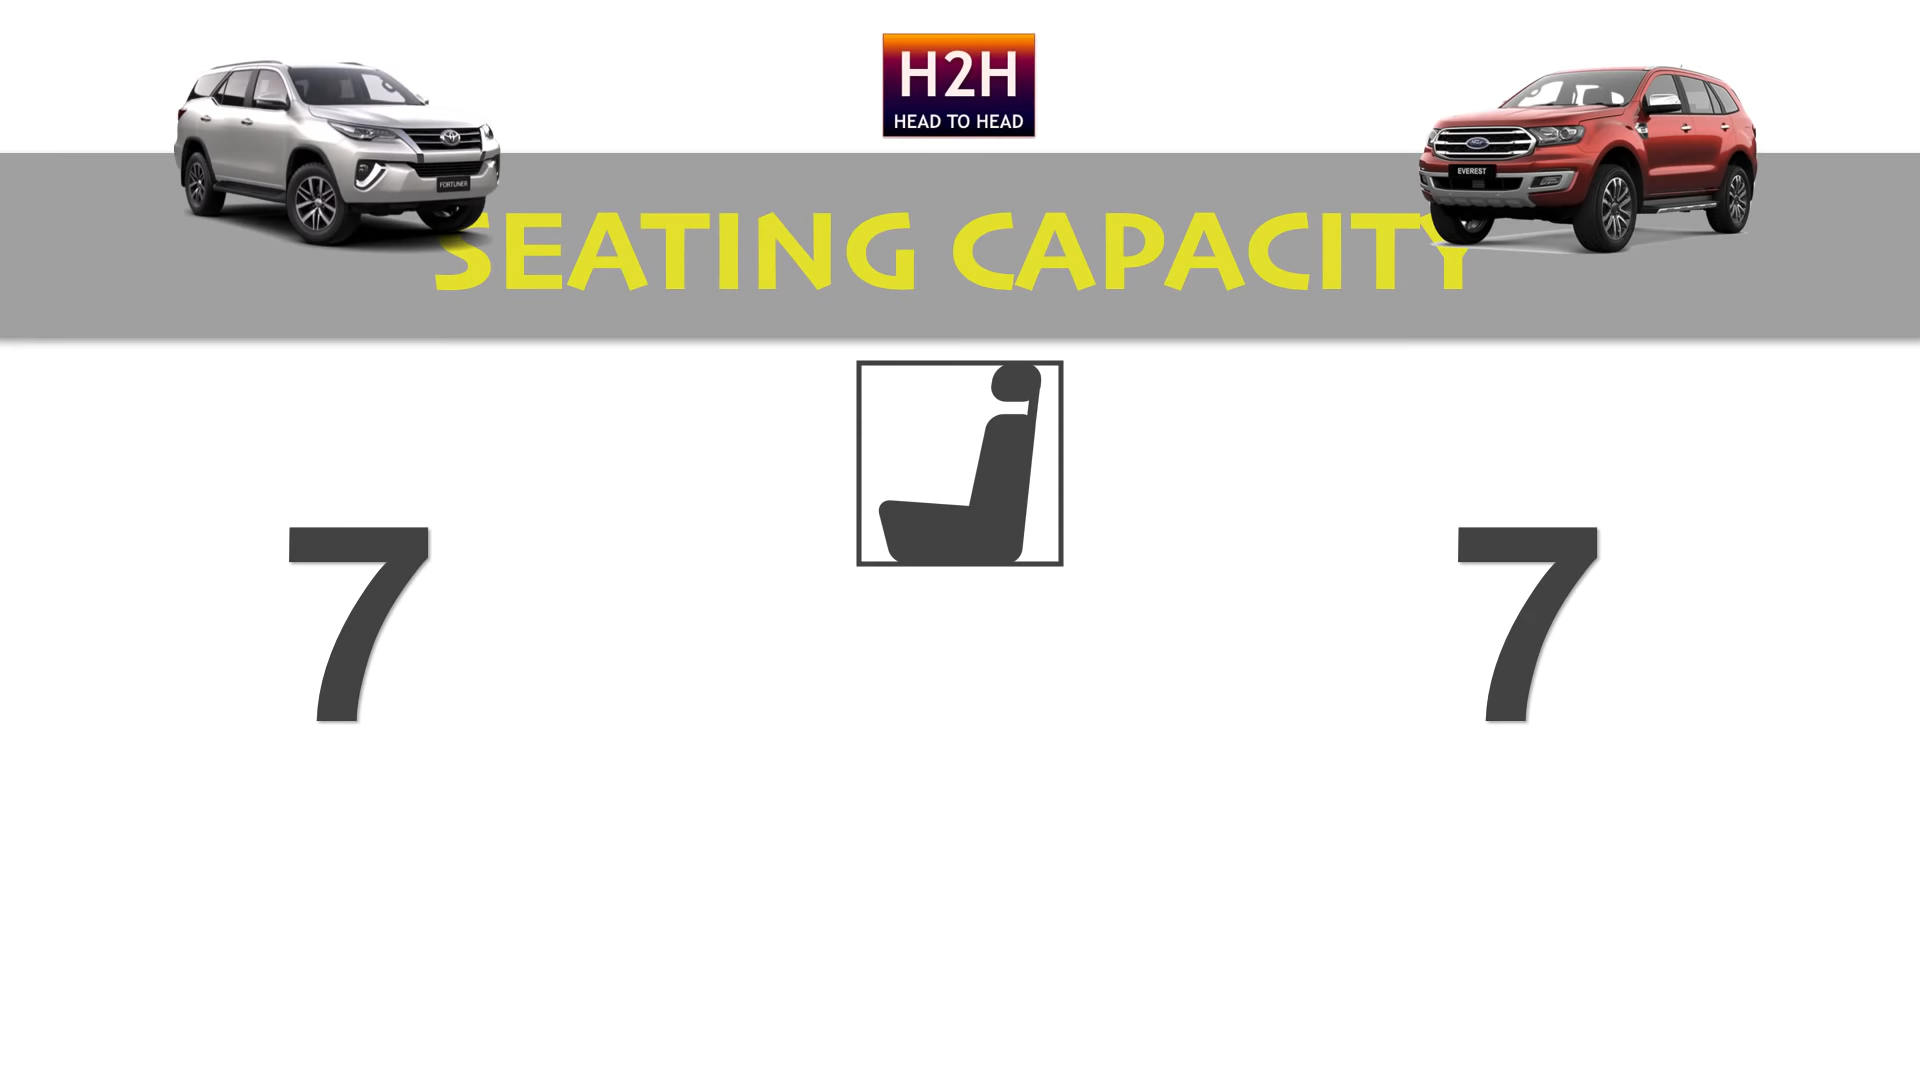 H2H
HEAD TO HEAD
FORTUNER
EVEREST
SEATING CAPACITY
7
7